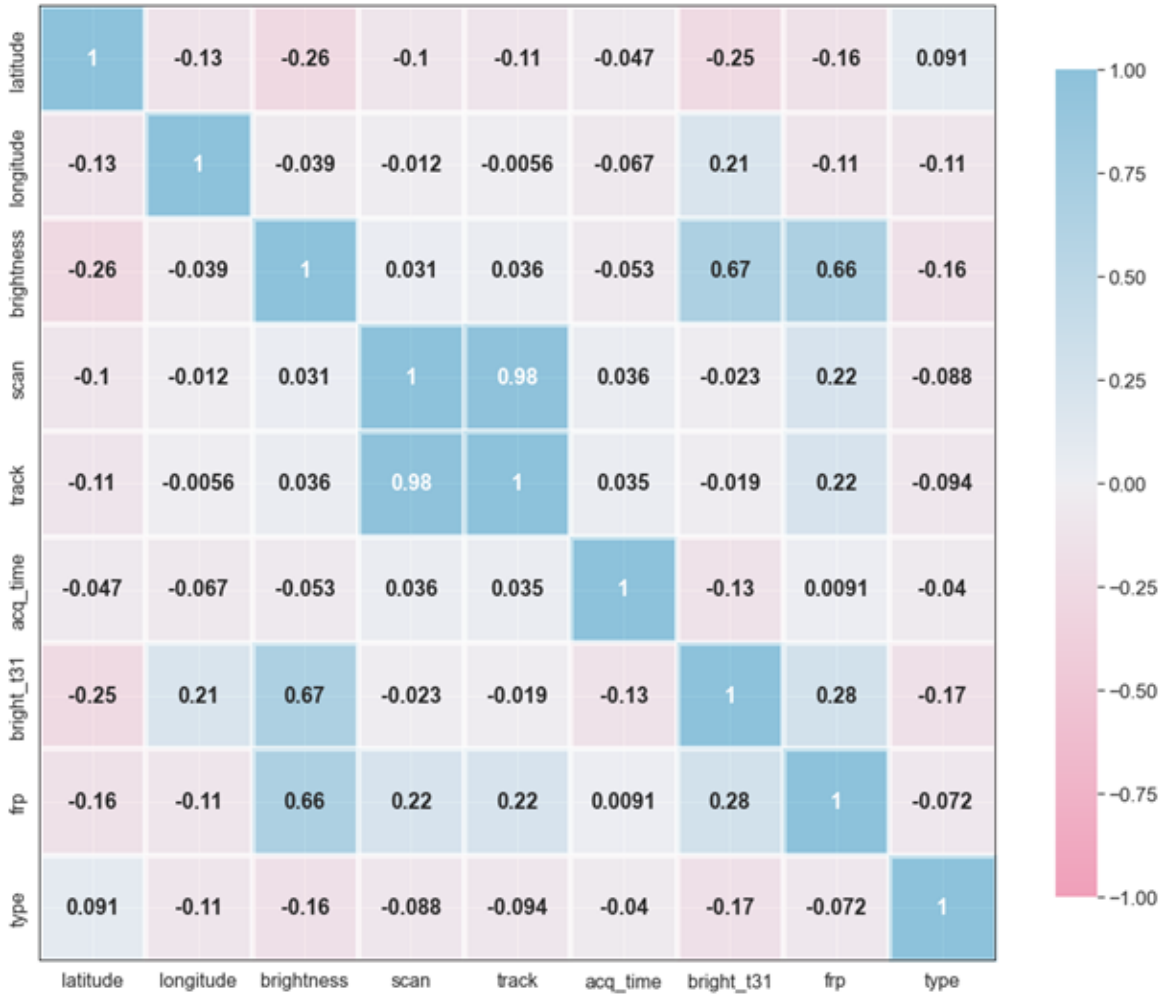 latitude 1 -0.13 -0.26 -0.1 -0.11 -0.047 -0.25 -0.16 0.091
longitude -0.13 1 -0.039 -0.012 -0.0056 -0.067 0.21 -0.11 -0.11
brightness -0.26 -0.039 1 0.031 0.036 -0.053 0.67 0.66 -0.16
scan -0.1 -0.012 0.031 1 0.98 0.036 -0.023 0.22 -0.088
track -0.11 -0.0056 0.036 0.98 1 0.035 -0.019 0.22 -0.094
acq_time -0.047 -0.067 -0.053 0.036 0.035 1 -0.13 0.0091 -0.04
bright_t31 -0.25 0.21 0.67 -0.023 -0.019 -0.13 1 0.28 -0.17
frp -0.16 -0.11 0.66 0.22 0.22 0.0091 0.28 1 -0.072
type 0.091 -0.11 -0.16 -0.088 -0.094 -0.04 -0.17 -0.072 1
latitude longitude brightness scan track acq_time bright_t31 frp type
1.00
0.75
0.50
0.25
0.00
−0.25
−0.50
−0.75
−1.00